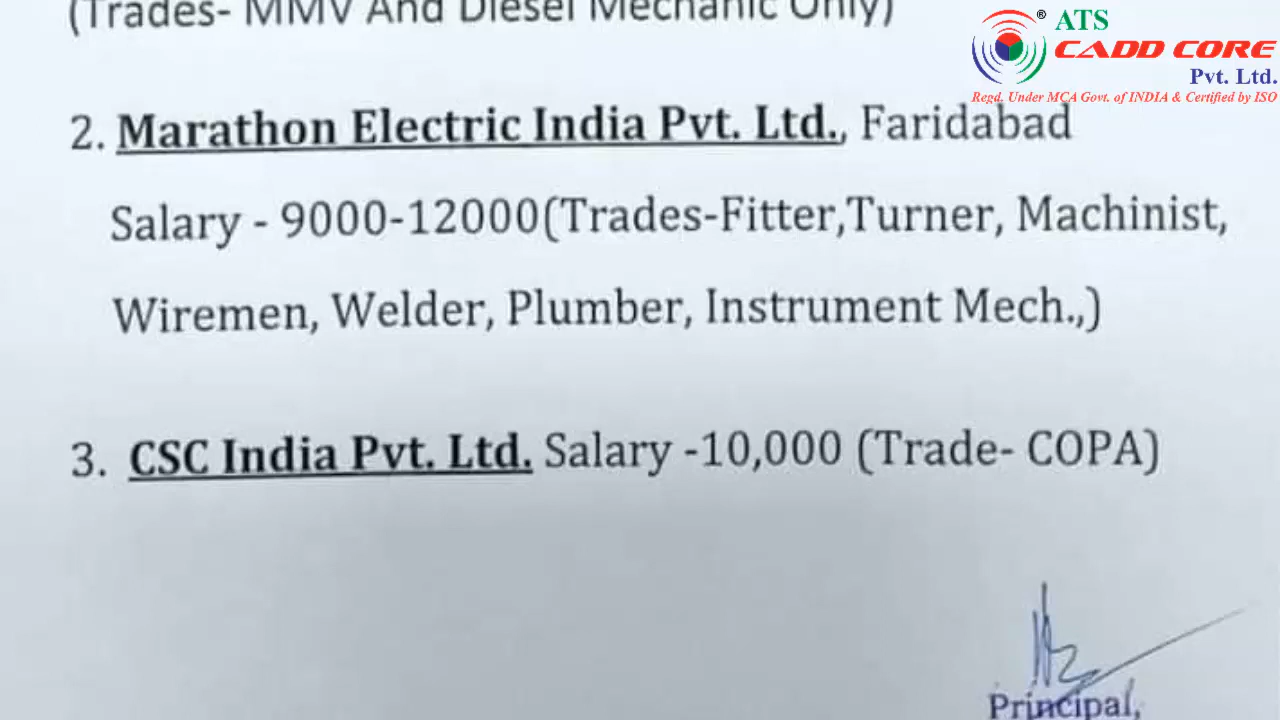 (Trades- MMV And Diesel Mechanic Only)
® ATS
CADD CORE
Pvt. Ltd.
Regd. Under MCA Govt. of INDIA & Certified by ISO
2. Marathon Electric India Pvt. Ltd., Faridabad
Salary - 9000-12000(Trades-Fitter,Turner, Machinist,
Wiremen, Welder, Plumber, Instrument Mech.,)
3. CSC India Pvt. Ltd. Salary -10,000 (Trade- COPA)
Principal,